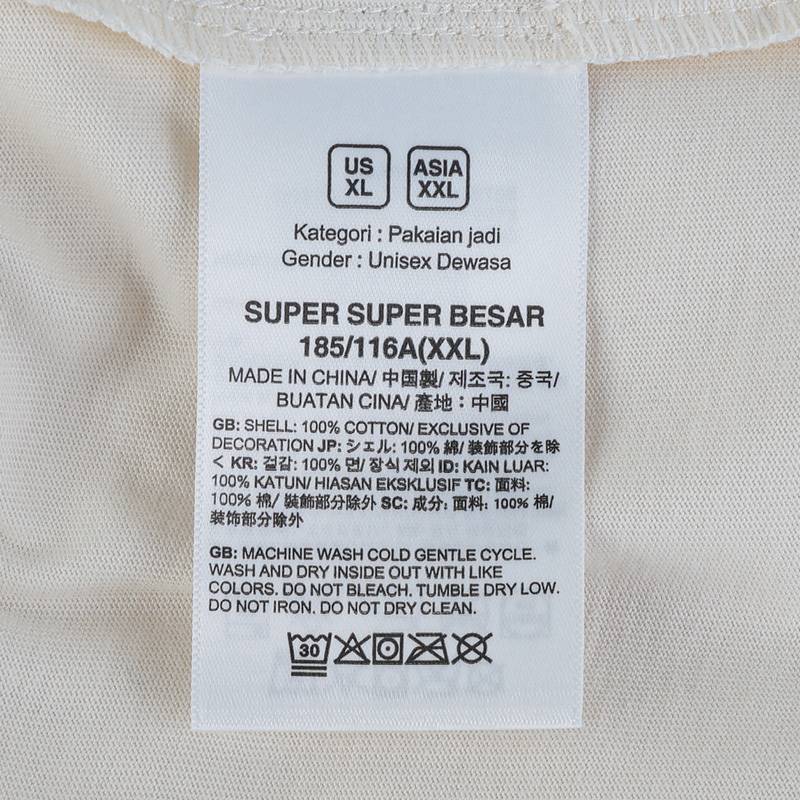 US
XL
ASIA
XXL
Kategori : Pakaian jadi
Gender : Unisex Dewasa
SUPER SUPER BESAR
185/116A(XXL)
MADE IN CHINA/ 中国製/ 제조국: 중국/
BUATAN CINA/ 產地：中國
GB: SHELL: 100% COTTON/ EXCLUSIVE OF
DECORATION JP: シェル: 100% 綿/ 装飾部分を除
く KR: 겉감: 100% 면/ 장식 제외 ID: KAIN LUAR:
100% KATUN/ HIASAN EKSKLUSIF TC: 面料:
100% 棉/ 裝飾部分除外 SC: 成分: 面料: 100% 棉/
装饰部分除外
GB: MACHINE WASH COLD GENTLE CYCLE.
WASH AND DRY INSIDE OUT WITH LIKE
COLORS. DO NOT BLEACH. TUMBLE DRY LOW.
DO NOT IRON. DO NOT DRY CLEAN.
30